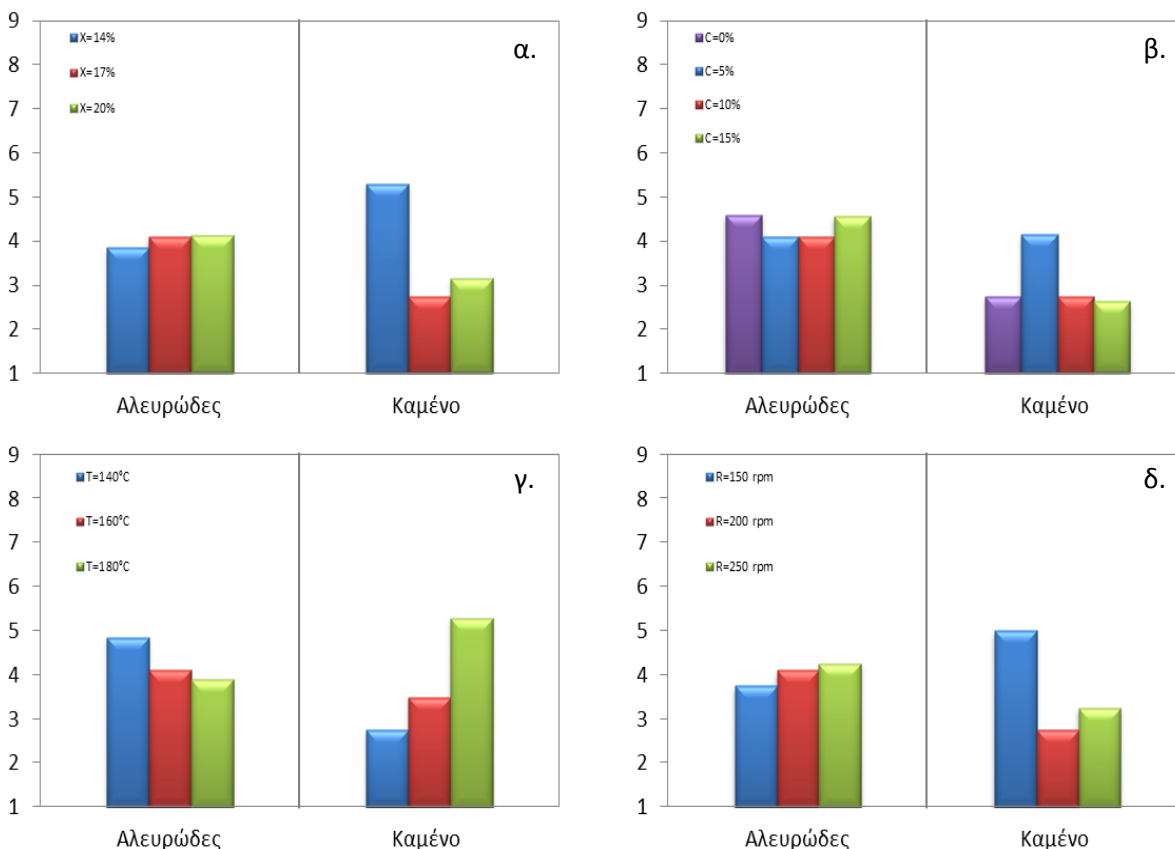 9
8
7
6
5
4
3
2
1
X=14%
X=17%
X=20%
α.
Αλευρώδες Καμένο
9
8
7
6
5
4
3
2
1
C=0%
C=5%
C=10%
C=15%
β.
Αλευρώδες Καμένο
9
8
7
6
5
4
3
2
1
T=140°C
T=160°C
T=180°C
γ.
Αλευρώδες Καμένο
9
8
7
6
5
4
3
2
1
R=150 rpm
R=200 rpm
R=250 rpm
δ.
Αλευρώδες Καμένο